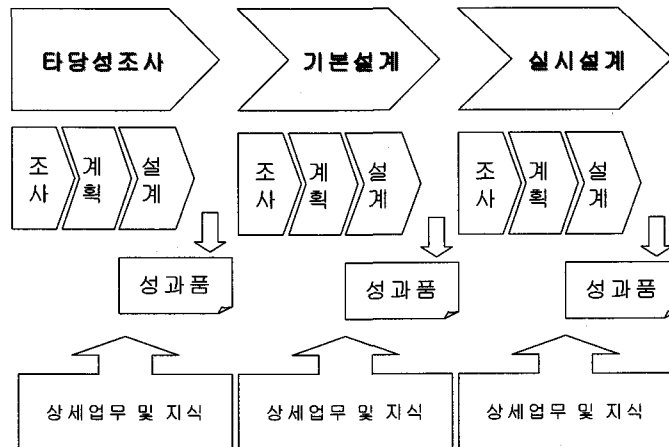 타당성조사 기본설계 실시설계
조사 계획 설계 조사 계획 설계 조사 계획 설계
성과품 성과품 성과품
상세업무 및 지식 상세업무 및 지식 상세업무 및 지식